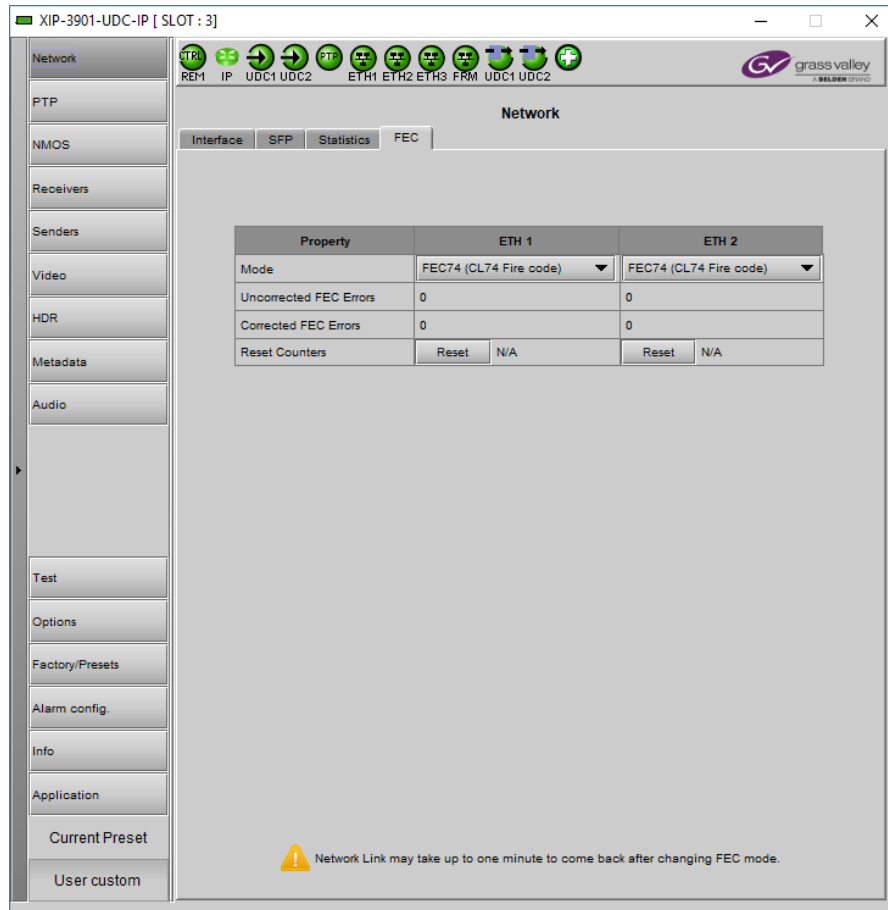 XIP-3901-UDC-IP [ SLOT : 3]
Network
PTP
NMOS
Receivers
Senders
Video
HDR
Metadata
Audio
Test
Options
Factory/Presets
Alarm config.
Info
Application
Current Preset
User custom
CTRL PTP
REM IP UDC1 UDC2 ETH1 ETH2 ETH3 FRM UDC1 UDC2
GV grass valley
A BELDEN BRAND
Network
Interface SFP Statistics FEC
Property ETH 1 ETH 2
Mode FEC74 (CL74 Fire code) FEC74 (CL74 Fire code)
Uncorrected FEC Errors 0 0
Corrected FEC Errors 0 0
Reset Counters Reset N/A Reset N/A
Network Link may take up to one minute to come back after changing FEC mode.